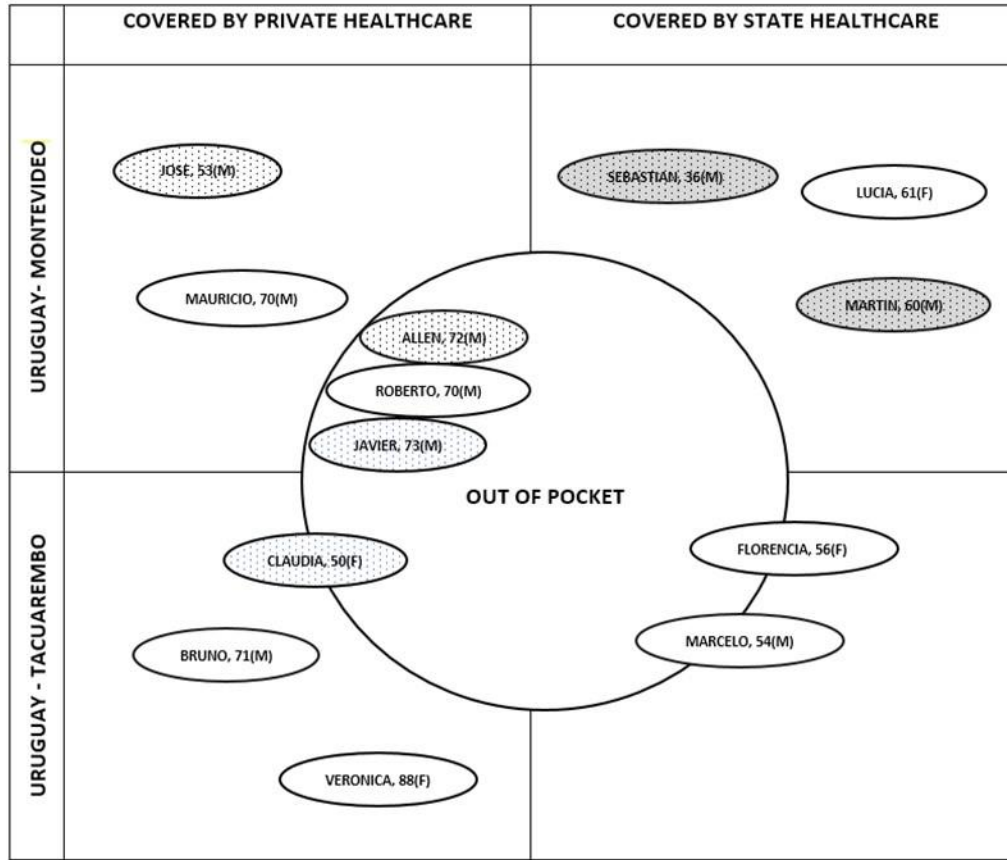 COVERED BY PRIVATE HEALTHCARE
COVERED BY STATE HEALTHCARE
URUGUAY- MONTEVIDEO
JOSÉ, 53(M)
SEBASTIAN, 36(M)
LUCIA, 61(F)
MAURICIO, 70(M)
MARTIN, 60(M)
ALLEN, 72(M)
ROBERTO, 70(M)
JAVIER, 73(M)
OUT OF POCKET
URUGUAY - TACUAREMBO
CLAUDIA, 50(F)
FLORENCIA, 56(F)
BRUNO, 71(M)
MARCELO, 54(M)
VERONICA, 88(F)